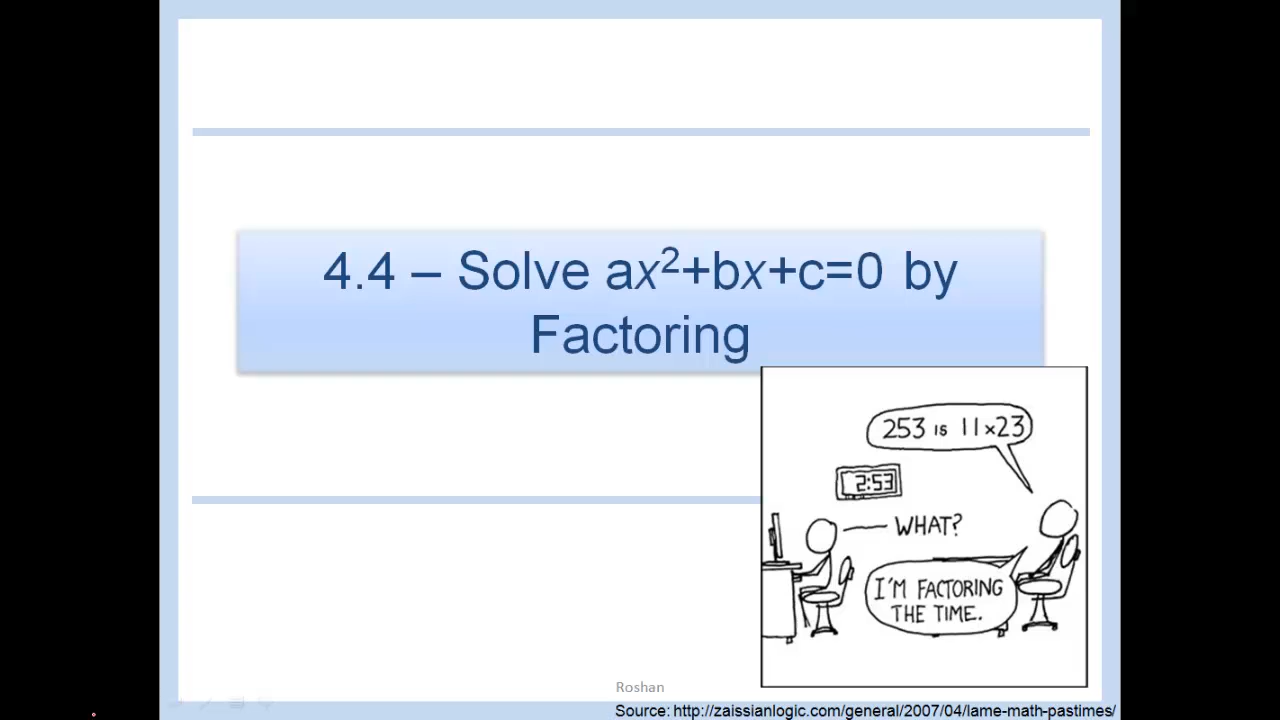 4.4 – Solve ax²+bx+c=0 by
Factoring
253 IS 11×23
2:53
WHAT?
I'M FACTORING
THE TIME.
Roshan
Source: http://zaissianlogic.com/general/2007/04/lame-math-pastimes/